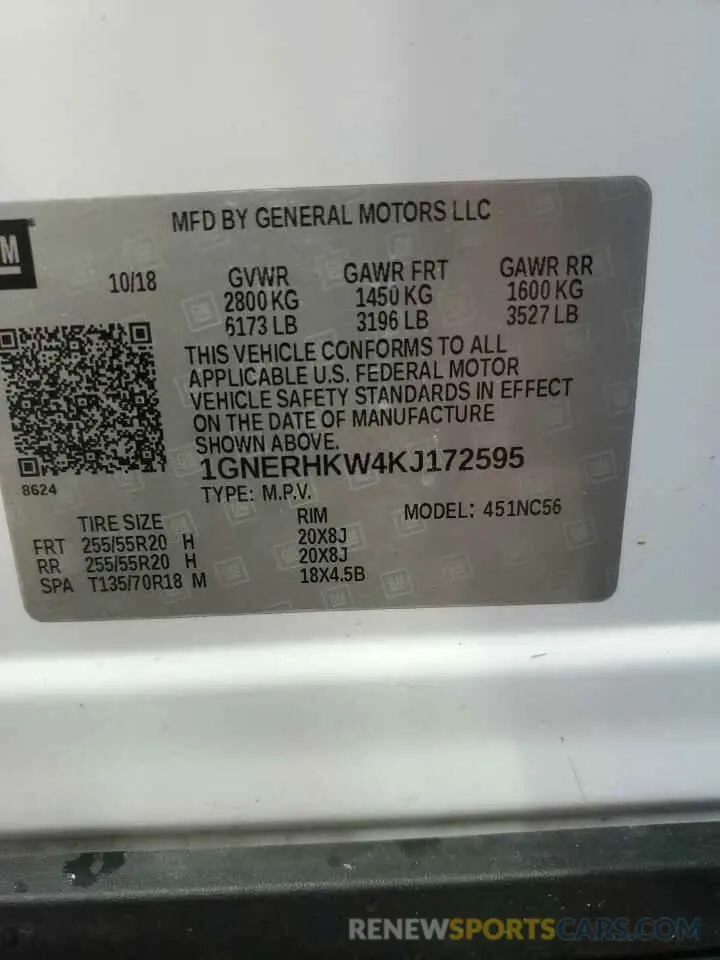 GM
MFD BY GENERAL MOTORS LLC
10/18 GVWR GAWR FRT GAWR RR
2800 KG 1450 KG 1600 KG
6173 LB 3196 LB 3527 LB
THIS VEHICLE CONFORMS TO ALL
APPLICABLE U.S. FEDERAL MOTOR
VEHICLE SAFETY STANDARDS IN EFFECT
ON THE DATE OF MANUFACTURE
SHOWN ABOVE.
1GNERHKW4KJ172595
8624
TYPE: M.P.V. MODEL: 451NC56
TIRE SIZE RIM
FRT 255/55R20 H 20X8J
RR 255/55R20 H 20X8J
SPA T135/70R18 M 18X4.5B
RENEWSPORTSCARS.COM